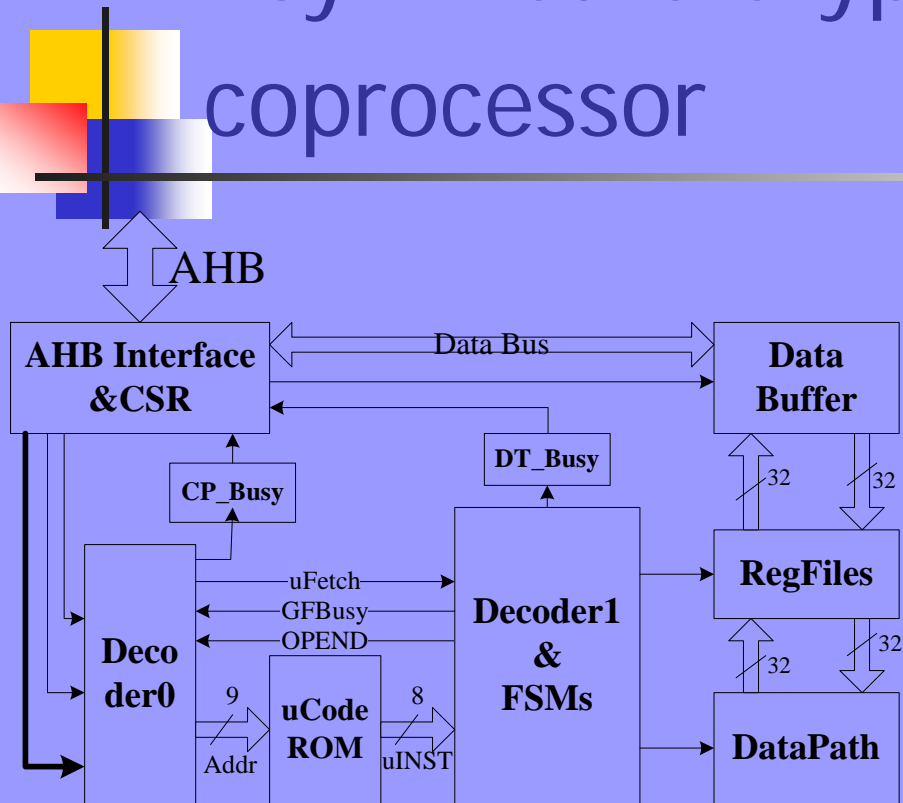 coprocessor
AHB
AHB Interface
&CSR
Data Bus
Data
Buffer
CP_Busy
DT_Busy
32
32
uFetch
GFBusy
OPEND
Deco
der0
Decoder1
&
FSMs
RegFiles
32
32
9
Addr
uCode
ROM
8
uINST
DataPath